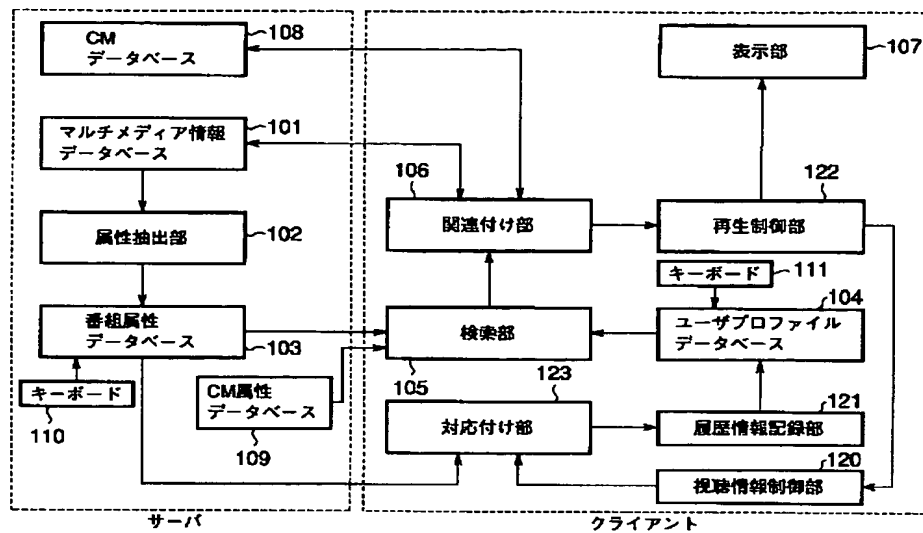 CM
データベース
108
マルチメディア情報
データベース
101
属性抽出部
102
番組属性
データベース
103
キーボード
110
CM属性
データベース
109
サーバ
表示部
107
106
関連付け部
122
再生制御部
キーボード
111
104
ユーザプロファイル
データベース
検索部
105
123
対応付け部
121
履歴情報記録部
120
視聴情報制御部
クライアント